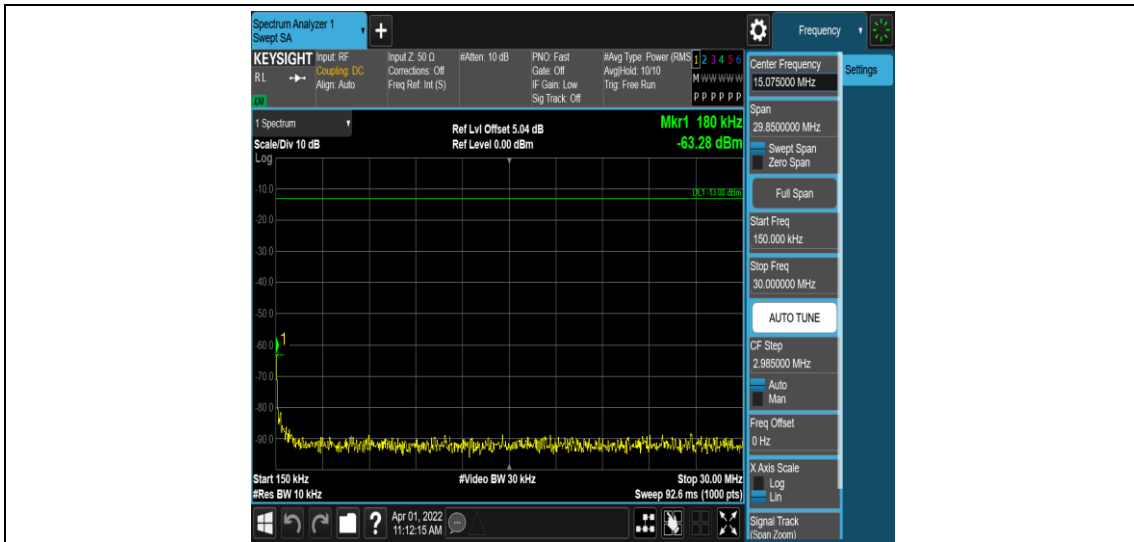 Spectrum Analyzer 1
Swept SA
+
Frequency
KEYSIGHT
RL
LXI
Input: RF
Coupling: DC
Align: Auto
Input Z: 50 Ω
Corrections: Off
Freq Ref: Int (S)
#Atten: 10 dB
PNO: Fast
Gate: Off
IF Gain: Low
Sig Track: Off
#Avg Type: Power (RMS
Avg|Hold: 10/10
Trig: Free Run
1 2 3 4 5 6
M W W W W W
P P P P P P
1 Spectrum
Scale/Div 10 dB
Ref Lvl Offset 5.04 dB
Ref Level 0.00 dBm
Mkr1 180 kHz
-63.28 dBm
Log
DL1 -13.00 dBm
-10.0
-20.0
-30.0
-40.0
-50.0
-60.0
1
-70.0
-80.0
-90.0
Start 150 kHz
#Video BW 30 kHz
Stop 30.00 MHz
#Res BW 10 kHz
Sweep 92.6 ms (1000 pts)
?
Apr 01, 2022
11:12:15 AM
Center Frequency
15.075000 MHz
Settings
Span
29.8500000 MHz
Swept Span
Zero Span
Full Span
Start Freq
150.000 kHz
Stop Freq
30.000000 MHz
AUTO TUNE
CF Step
2.985000 MHz
Auto
Man
Freq Offset
0 Hz
X Axis Scale
Log
Lin
Signal Track
(Span Zoom)